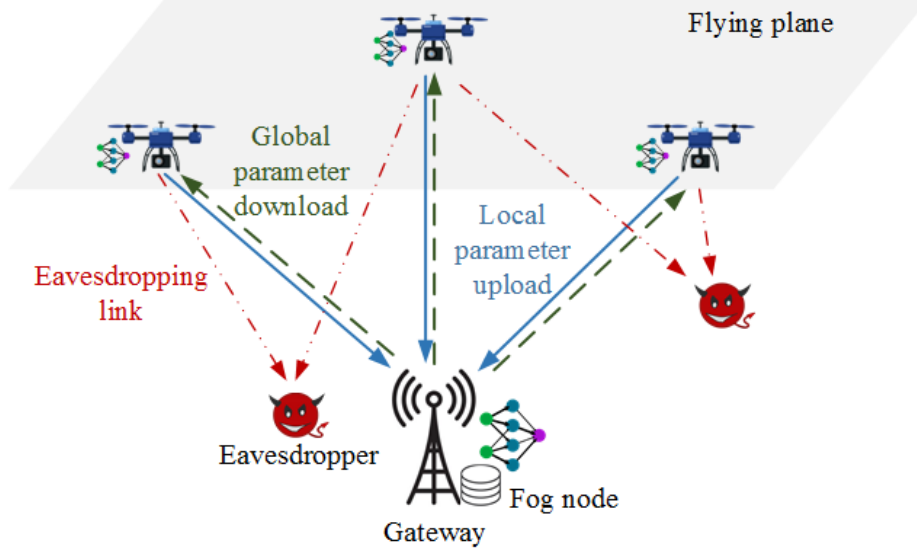 Flying plane
Global
parameter
download
Local
parameter
upload
Eavesdropping
link
Eavesdropper
Fog node
Gateway